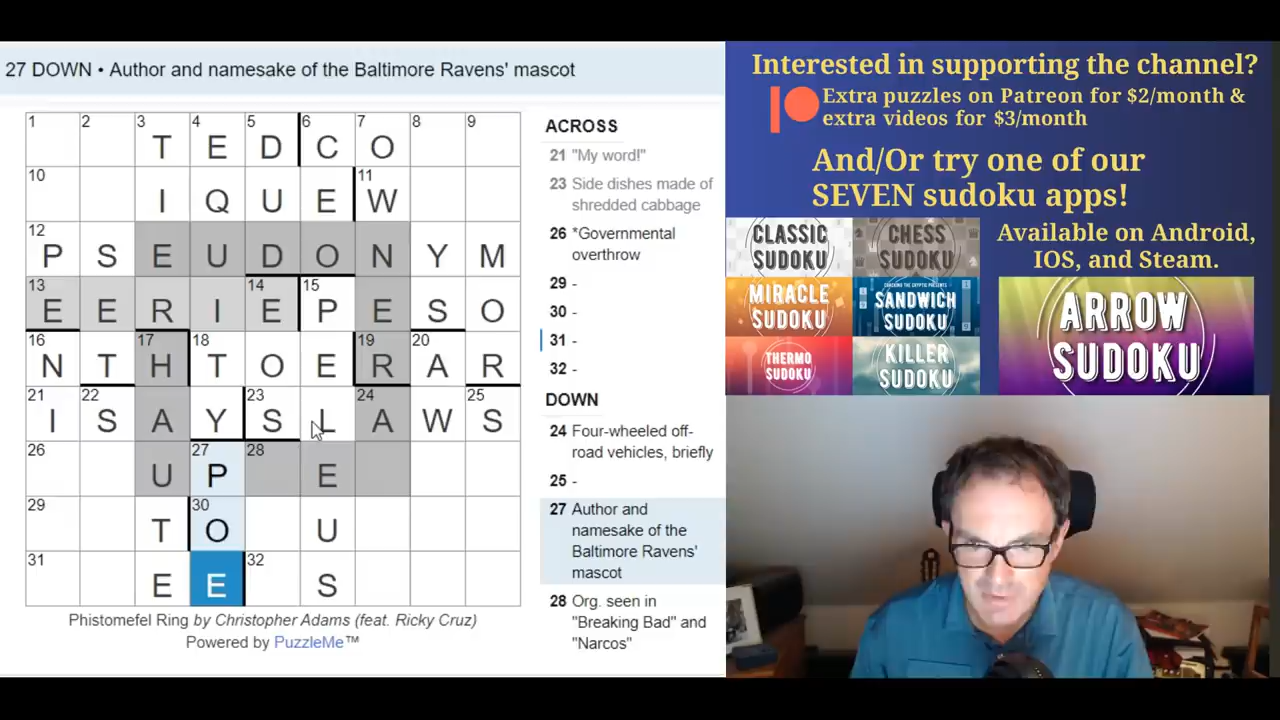 27 DOWN • Author and namesake of the Baltimore Ravens' mascot
1 2 3 4 5 6 7 8 9
T E D C O
10 11
I Q U E W
12
P S E U D O N Y M
13 14 15
E E R I E P E S O
16 17 18 19 20
N T H T O E R A R
21 22 23 24 25
I S A Y S L A W S
26 27 28
U P E
29 30
T O U
31 32
E E S
Phistomefel Ring by Christopher Adams (feat. Ricky Cruz)
Powered by PuzzleMe™
ACROSS
21 "My word!"
23 Side dishes made of
shredded cabbage
26 *Governmental
overthrow
29 -
30 -
31 -
32 -
DOWN
24 Four-wheeled off-
road vehicles, briefly
25 -
27 Author and
namesake of the
Baltimore Ravens'
mascot
28 Org. seen in
"Breaking Bad" and
"Narcos"
Interested in supporting the channel?
Extra puzzles on Patreon for $2/month &
extra videos for $3/month
And/Or try one of our
SEVEN sudoku apps!
CLASSIC
SUDOKU
CHESS
SUDOKU
MIRACLE
SUDOKU
CRACKING THE CRYPTIC PRESENTS
SANDWICH
SUDOKU
THERMO
SUDOKU
KILLER
SUDOKU
Available on Android,
IOS, and Steam.
ARROW
SUDOKU